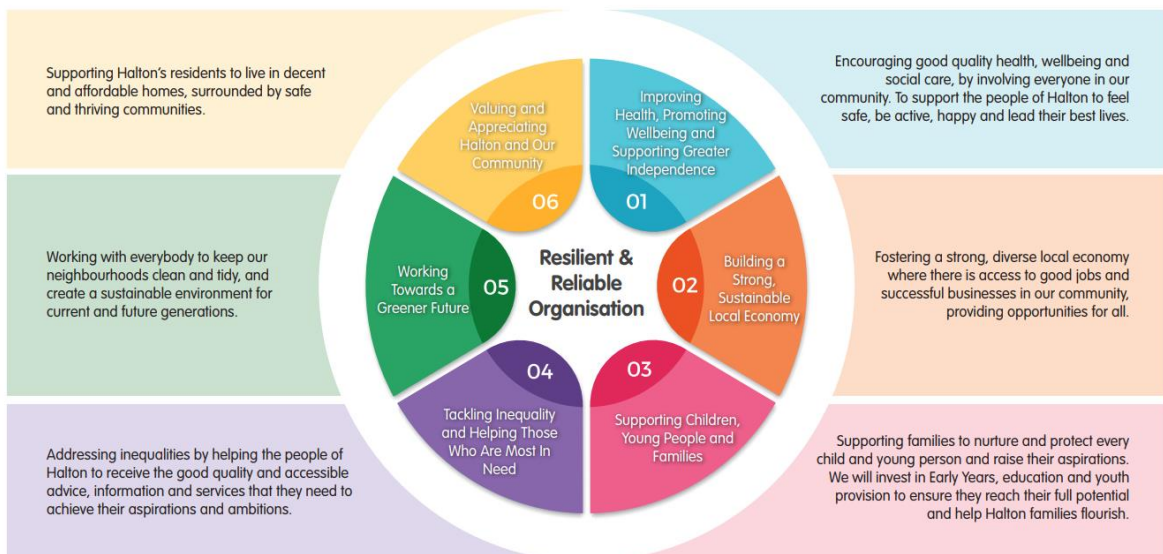 Supporting Halton's residents to live in decent
and affordable homes, surrounded by safe
and thriving communities.
Working with everybody to keep our
neighbourhoods clean and tidy, and
create a sustainable environment for
current and future generations.
Addressing inequalities by helping the people of
Halton to receive the good quality and accessible
advice, information and services that they need to
achieve their aspirations and ambitions.
Valuing and
Appreciating
Halton and Our
Community
06
Improving
Health, Promoting
Wellbeing and
Supporting Greater
Independence
01
Working
Towards a
Greener Future
05
Resilient &
Reliable
Organisation
02
Building a
Strong,
Sustainable
Local Economy
04
Tackling Inequality
and Helping Those
Who Are Most In
Need
03
Supporting Children,
Young People and
Families
Encouraging good quality health, wellbeing and
social care, by involving everyone in our
community. To support the people of Halton to feel
safe, be active, happy and lead their best lives.
Fostering a strong, diverse local economy
where there is access to good jobs and
successful businesses in our community,
providing opportunities for all.
Supporting families to nurture and protect every
child and young person and raise their aspirations.
We will invest in Early Years, education and youth
provision to ensure they reach their full potential
and help Halton families flourish.